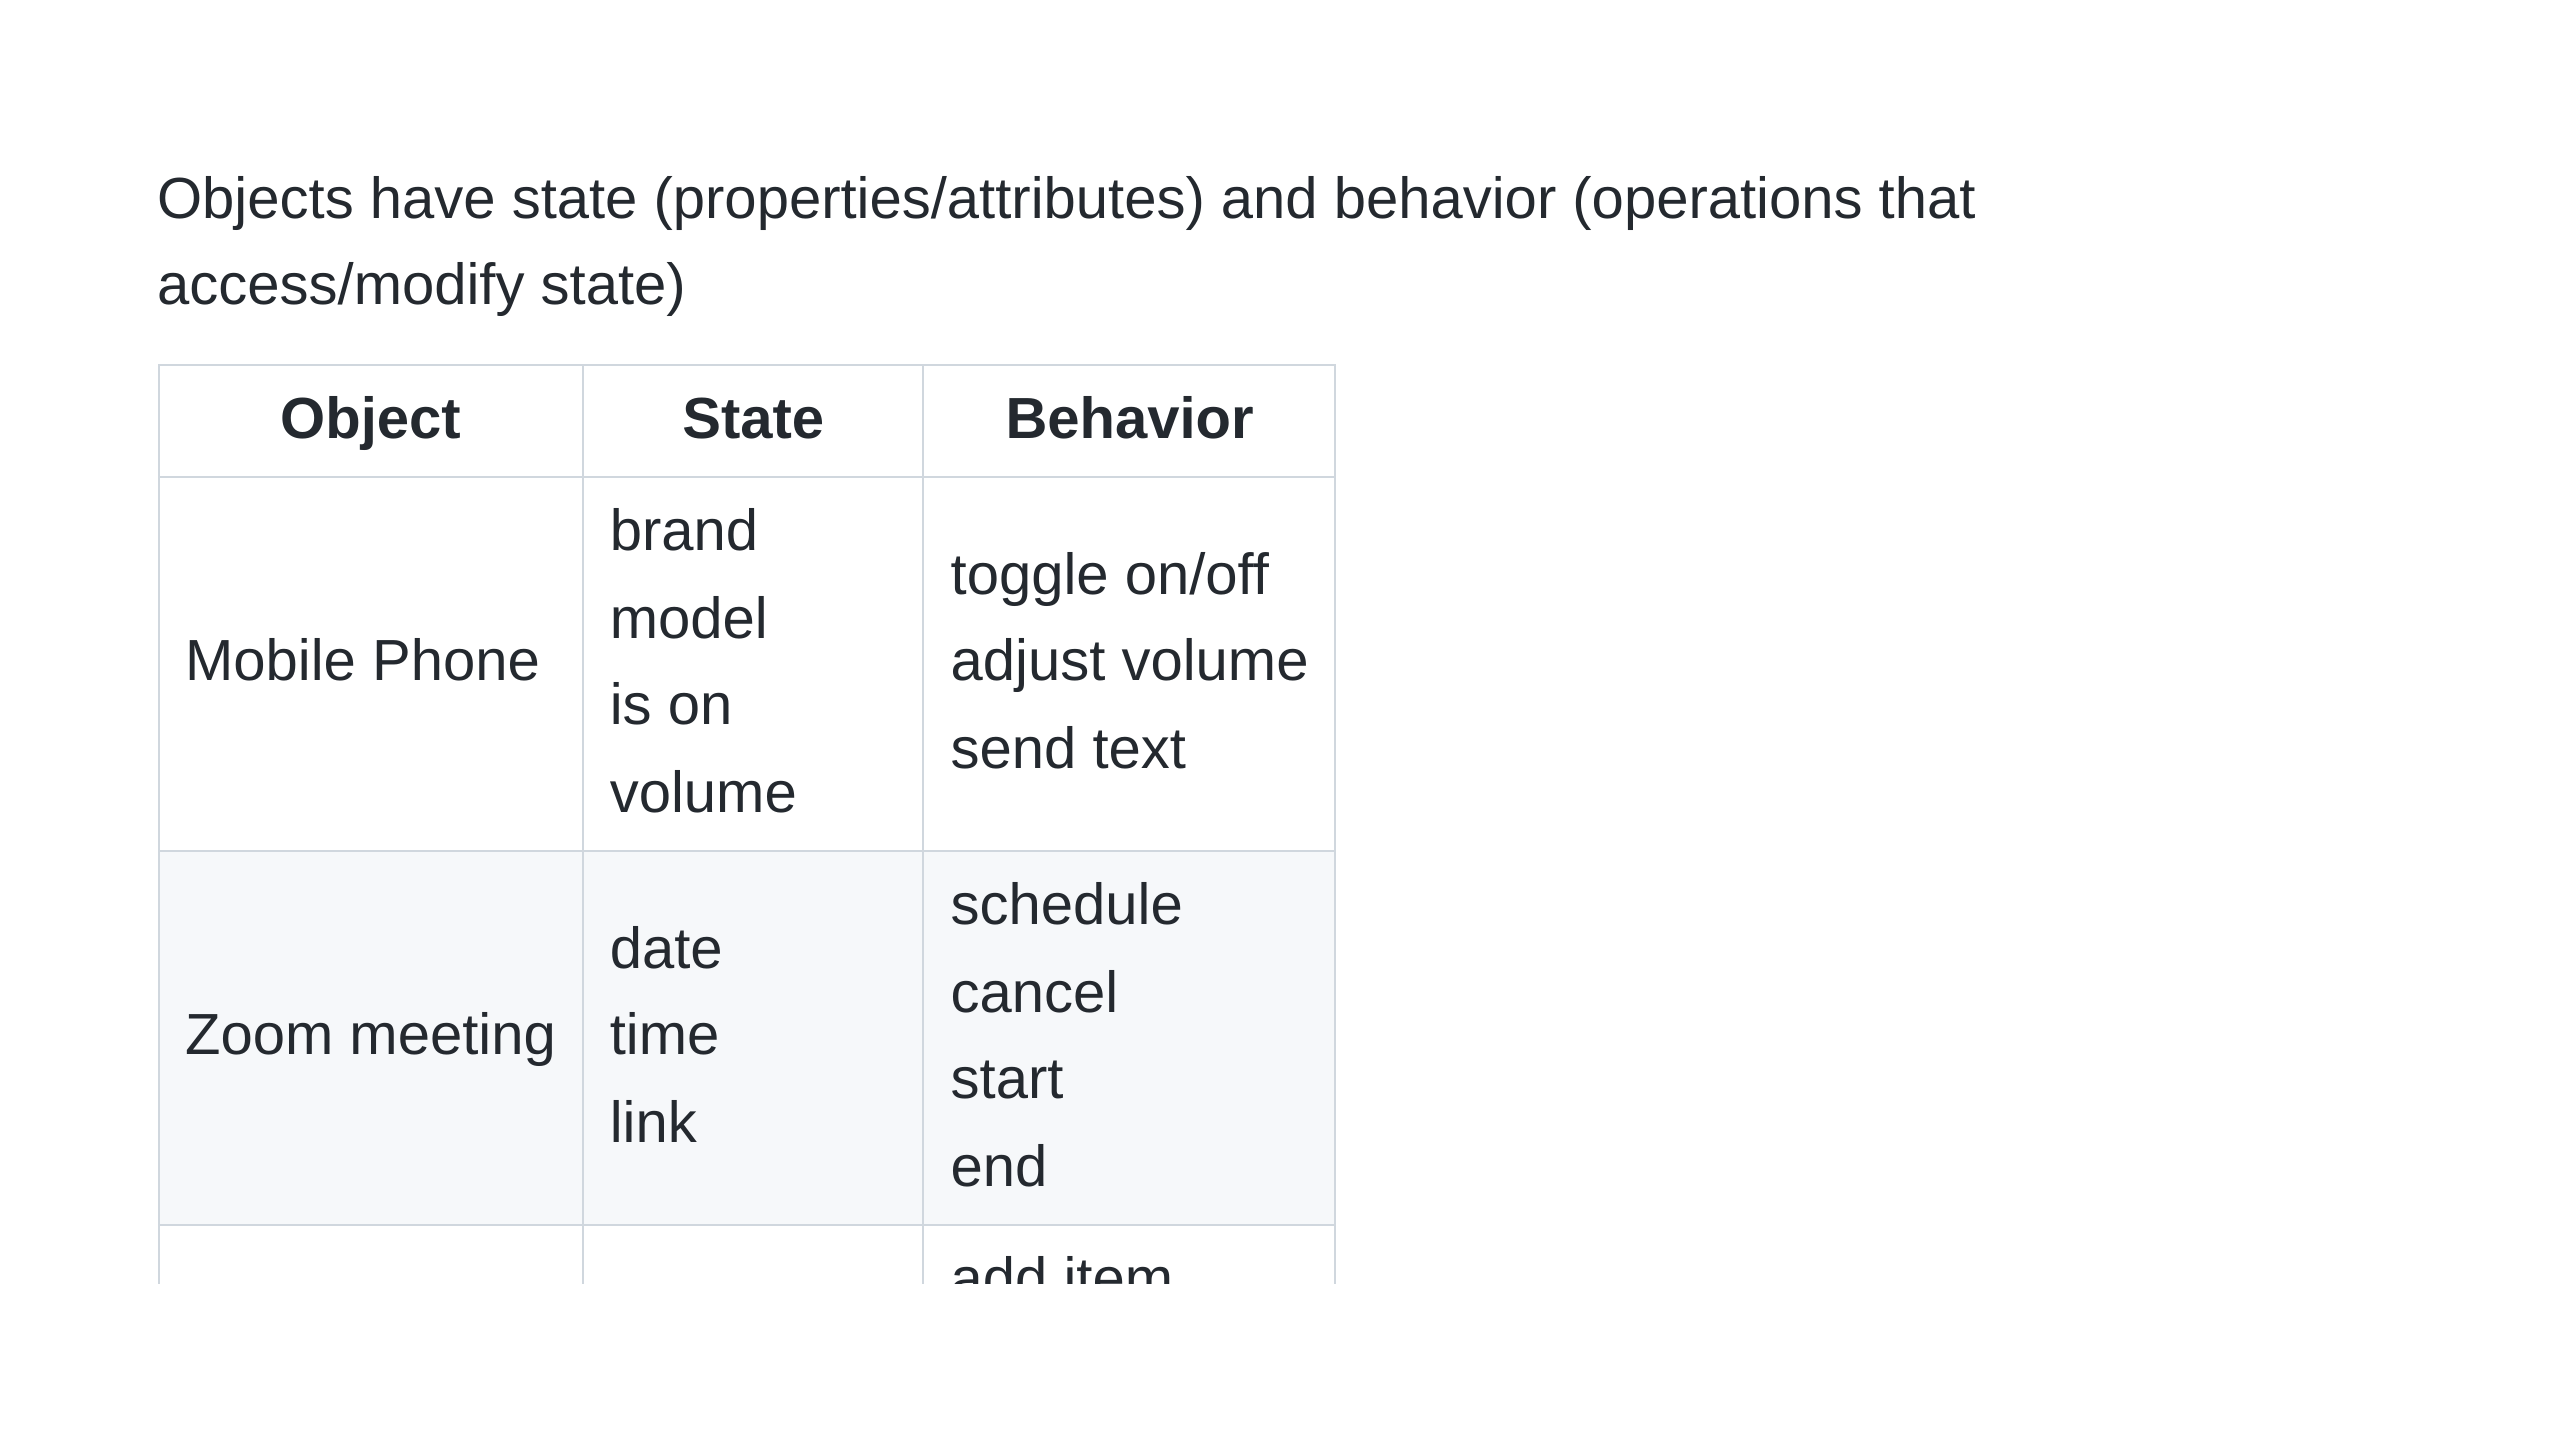 Objects have state (properties/attributes) and behavior (operations that
access/modify state)
Object State Behavior
Mobile Phone
brand
model
is on
volume
toggle on/off
adjust volume
send text
Zoom meeting
date
time
link
schedule
cancel
start
end
add item